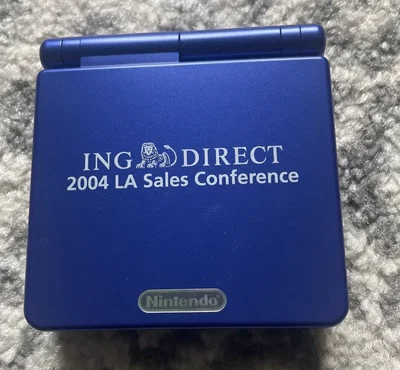 ING DIRECT
2004 LA Sales Conference
Nintendo